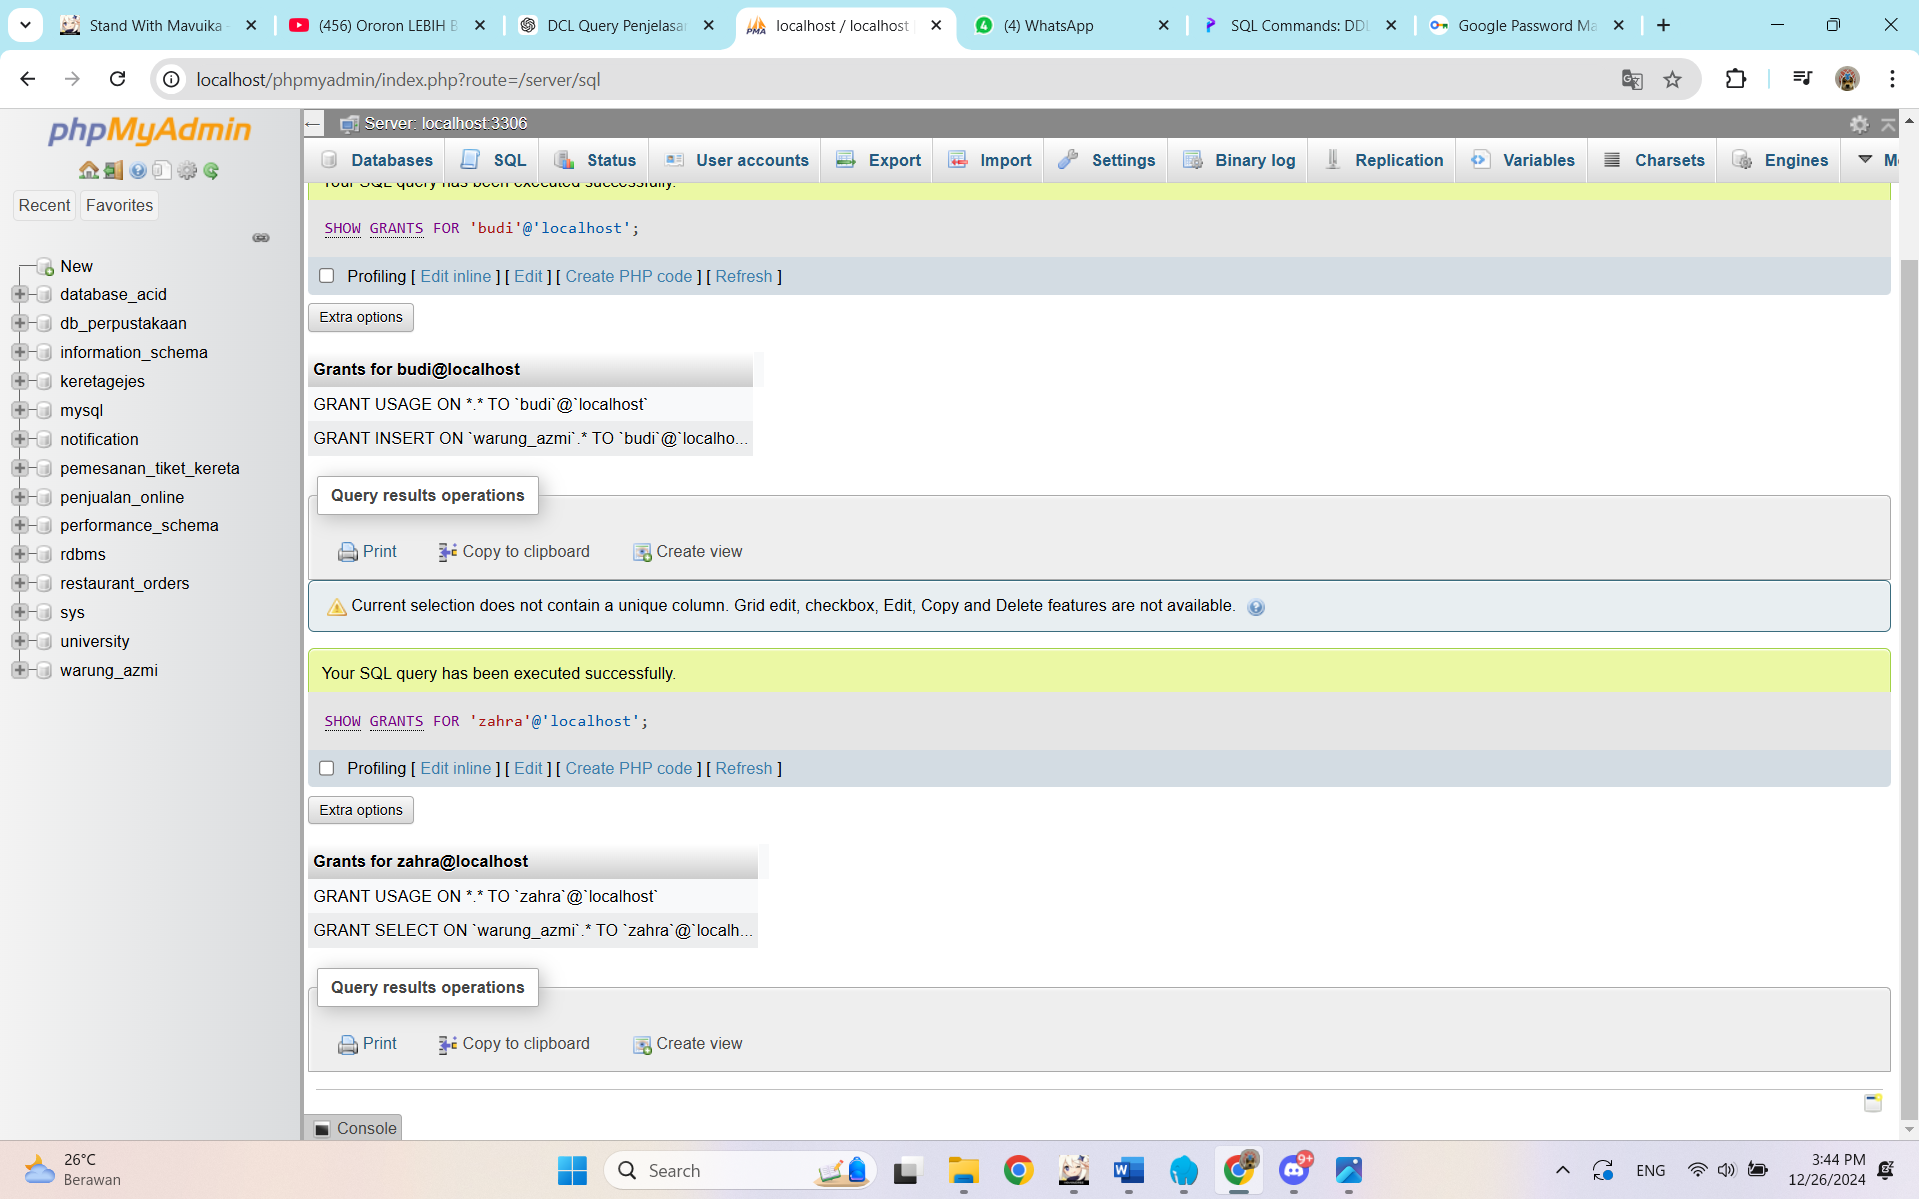 Stand With Mavuika -
(456) Ororon LEBIH B
DCL Query Penjelasan
localhost / localhost
(4) WhatsApp
SQL Commands: DDL
Google Password Ma
localhost/phpmyadmin/index.php?route=/server/sql
phpMyAdmin
Recent
Favorites
New
database_acid
db_perpustakaan
information_schema
keretagejes
mysql
notification
pemesanan_tiket_kereta
penjualan_online
performance_schema
rdbms
restaurant_orders
sys
university
warung_azmi
Server: localhost:3306
Databases
SQL
Status
User accounts
Export
Import
Settings
Binary log
Replication
Variables
Charsets
Engines
Your SQL query has been executed successfully.
SHOW GRANTS FOR 'budi'@'localhost';
Profiling [ Edit inline ] [ Edit ] [ Create PHP code ] [ Refresh ]
Extra options
Grants for budi@localhost
GRANT USAGE ON *.* TO `budi`@`localhost`
GRANT INSERT ON `warung_azmi`.* TO `budi`@`localho...
Query results operations
Print
Copy to clipboard
Create view
Current selection does not contain a unique column. Grid edit, checkbox, Edit, Copy and Delete features are not available.
Your SQL query has been executed successfully.
SHOW GRANTS FOR 'zahra'@'localhost';
Profiling [ Edit inline ] [ Edit ] [ Create PHP code ] [ Refresh ]
Extra options
Grants for zahra@localhost
GRANT USAGE ON *.* TO `zahra`@`localhost`
GRANT SELECT ON `warung_azmi`.* TO `zahra`@`localh...
Query results operations
Print
Copy to clipboard
Create view
Console
26°C
Berawan
Search
9+
ENG
3:44 PM
12/26/2024